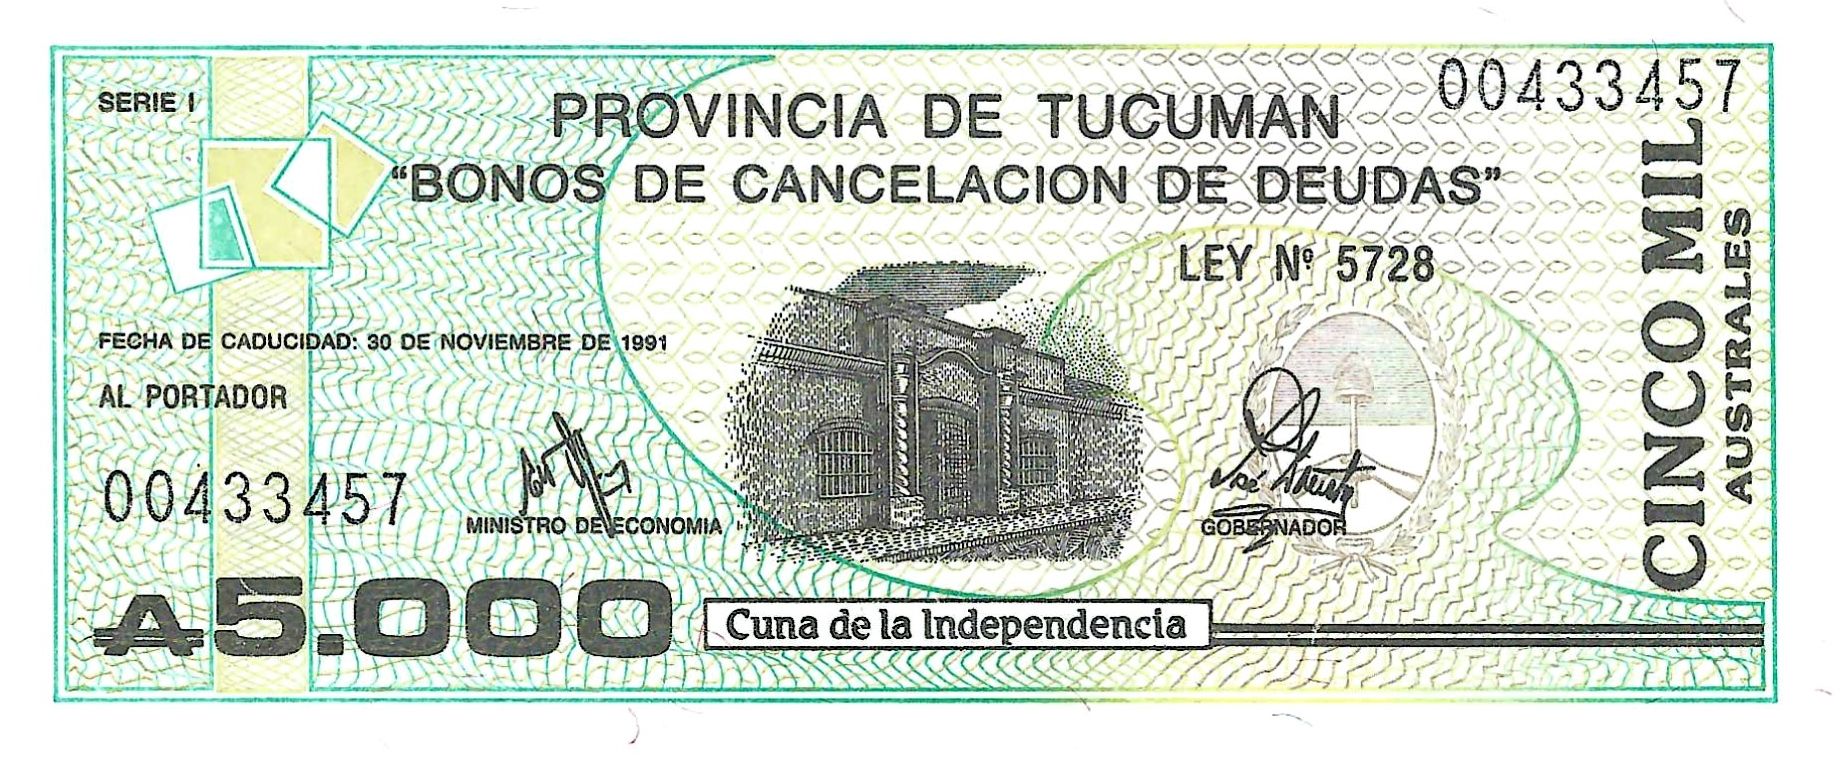 SERIE I
00433457
PROVINCIA DE TUCUMAN
"BONOS DE CANCELACION DE DEUDAS"
LEY Nº 5728
FECHA DE CADUCIDAD: 30 DE NOVIEMBRE DE 1991
AL PORTADOR
00433457
MINISTRO DE ECONOMIA
GOBERNADOR
₳5.000
Cuna de la Independencia
CINCO MIL
AUSTRALES